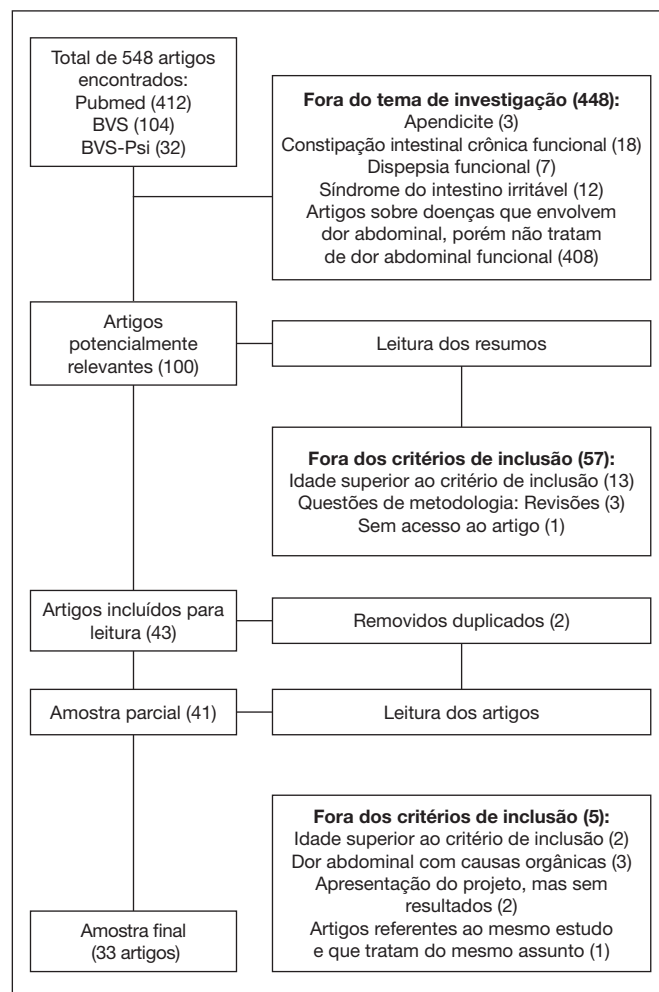 Total de 548 artigos
encontrados:
Pubmed (412)
BVS (104)
BVS-Psi (32)
Fora do tema de investigação (448):
Apendicite (3)
Constipação intestinal crônica funcional (18)
Dispepsia funcional (7)
Síndrome do intestino irritável (12)
Artigos sobre doenças que envolvem
dor abdominal, porém não tratam
de dor abdominal funcional (408)
Artigos
potencialmente
relevantes (100)
Leitura dos resumos
Fora dos critérios de inclusão (57):
Idade superior ao critério de inclusão (13)
Questões de metodologia: Revisões (3)
Sem acesso ao artigo (1)
Artigos incluídos para
leitura (43)
Removidos duplicados (2)
Amostra parcial (41)
Leitura dos artigos
Fora dos critérios de inclusão (5):
Idade superior ao critério de inclusão (2)
Dor abdominal com causas orgânicas (3)
Apresentação do projeto, mas sem
resultados (2)
Artigos referentes ao mesmo estudo
e que tratam do mesmo assunto (1)
Amostra final
(33 artigos)